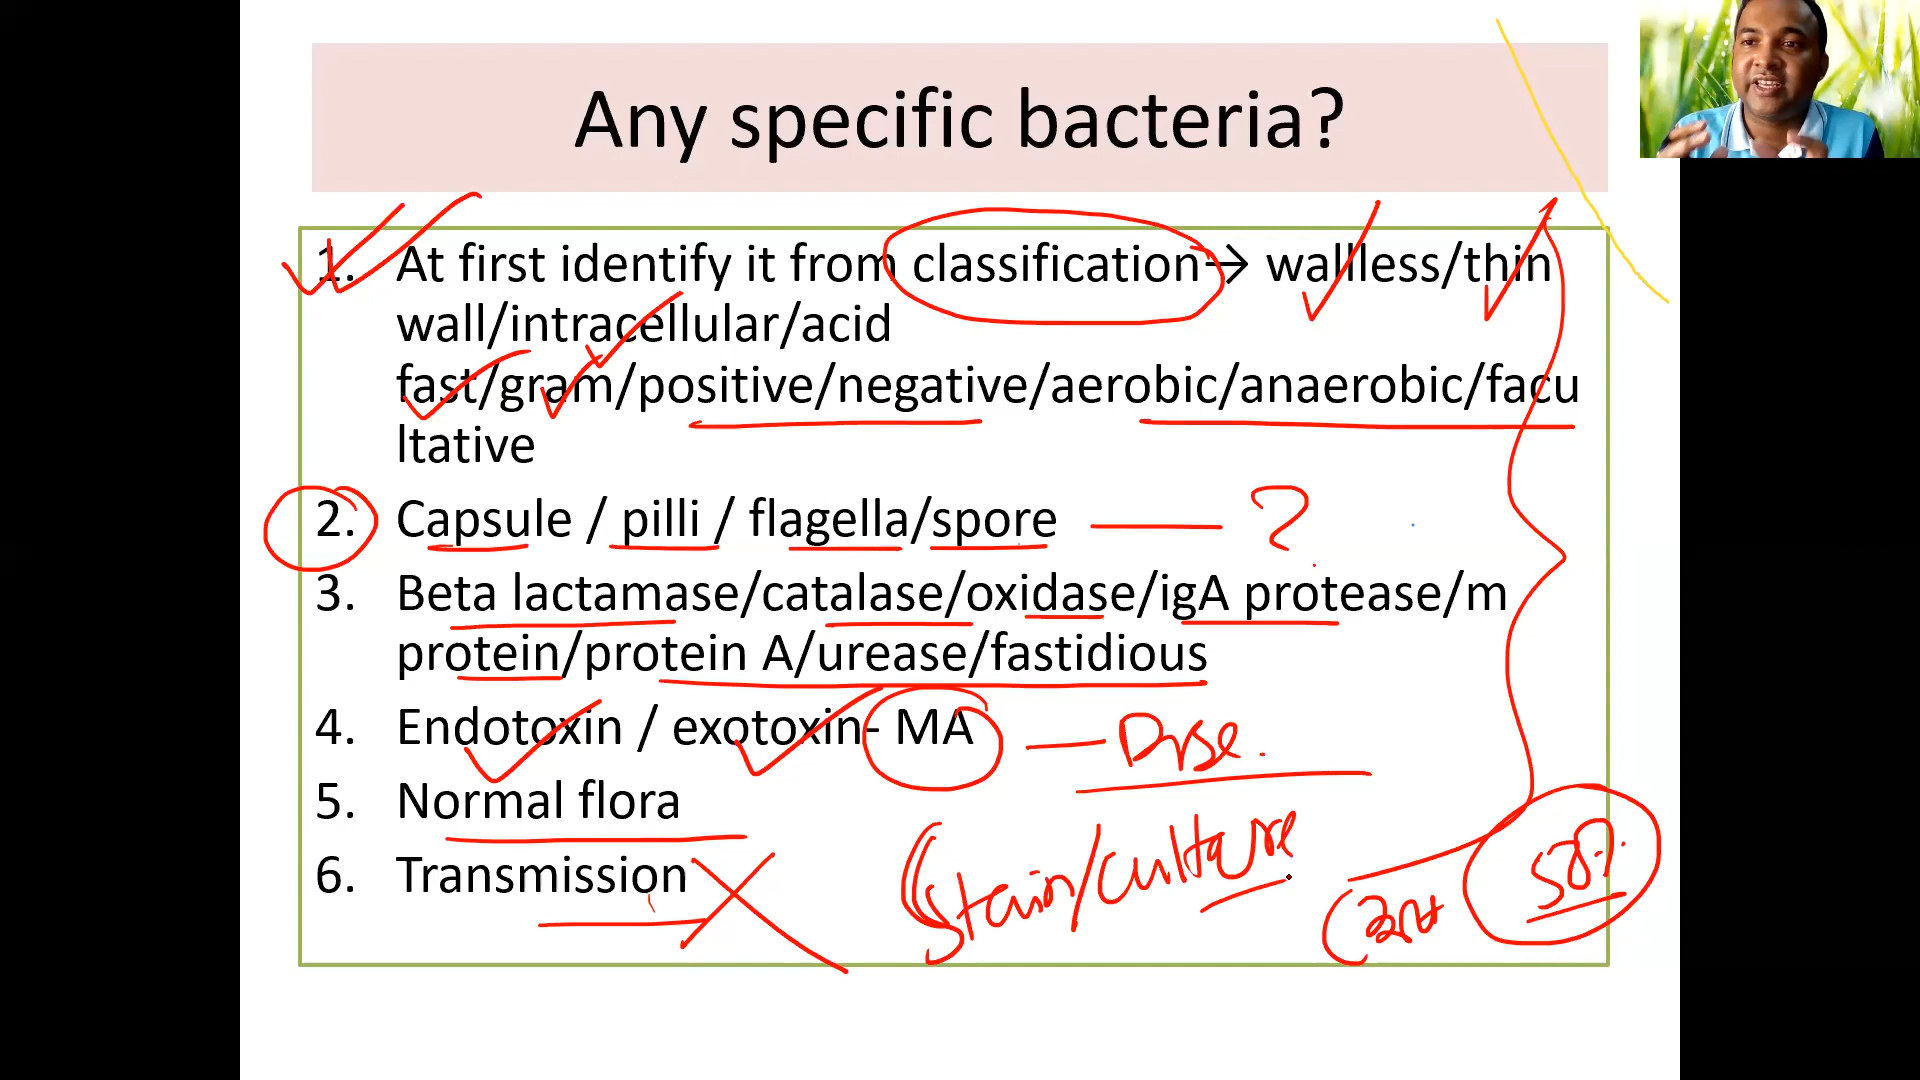 Any specific bacteria?
1. At first identify it from classification→ wallless/thin
wall/intracellular/acid
fast/gram/positive/negative/aerobic/anaerobic/facu
ltative
2. Capsule / pilli / flagella/spore — ?
3. Beta lactamase/catalase/oxidase/igA protease/m
protein/protein A/urease/fastidious
4. Endotoxin / exotoxin- MA —
5. Normal flora
6. Transmission
Stain/culture
50%